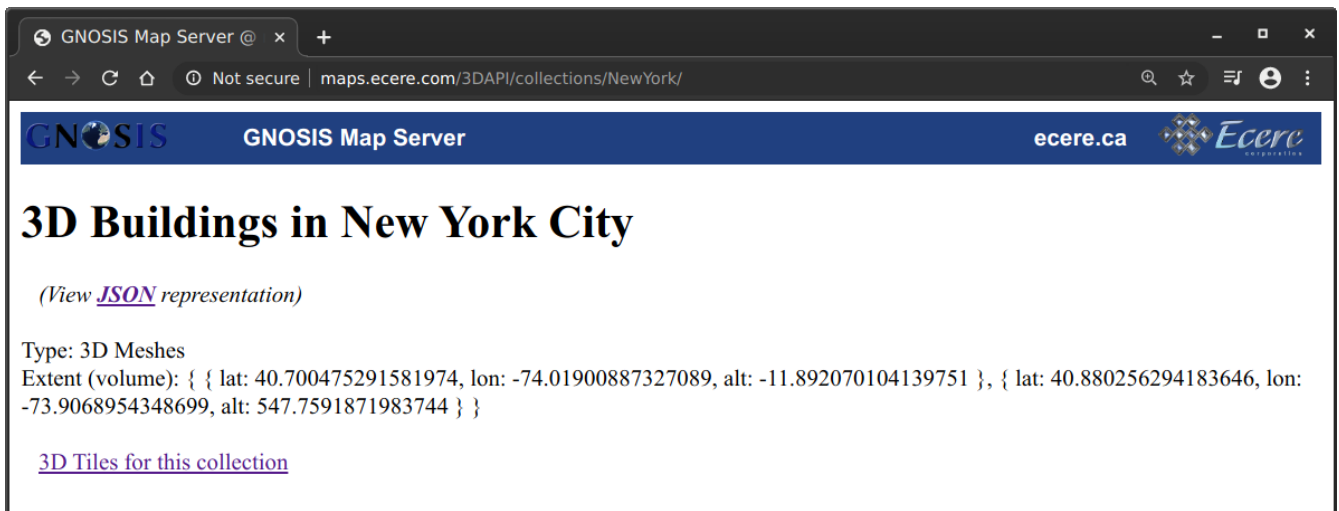 GNOSIS Map Server @
Not secure | maps.ecere.com/3DAPI/collections/NewYork/
GNOSIS GNOSIS Map Server ecere.ca Ecere
corporation
3D Buildings in New York City
(View JSON representation)
Type: 3D Meshes
Extent (volume): { { lat: 40.700475291581974, lon: -74.01900887327089, alt: -11.892070104139751 }, { lat: 40.880256294183646, lon:
-73.9068954348699, alt: 547.7591871983744 } }
3D Tiles for this collection